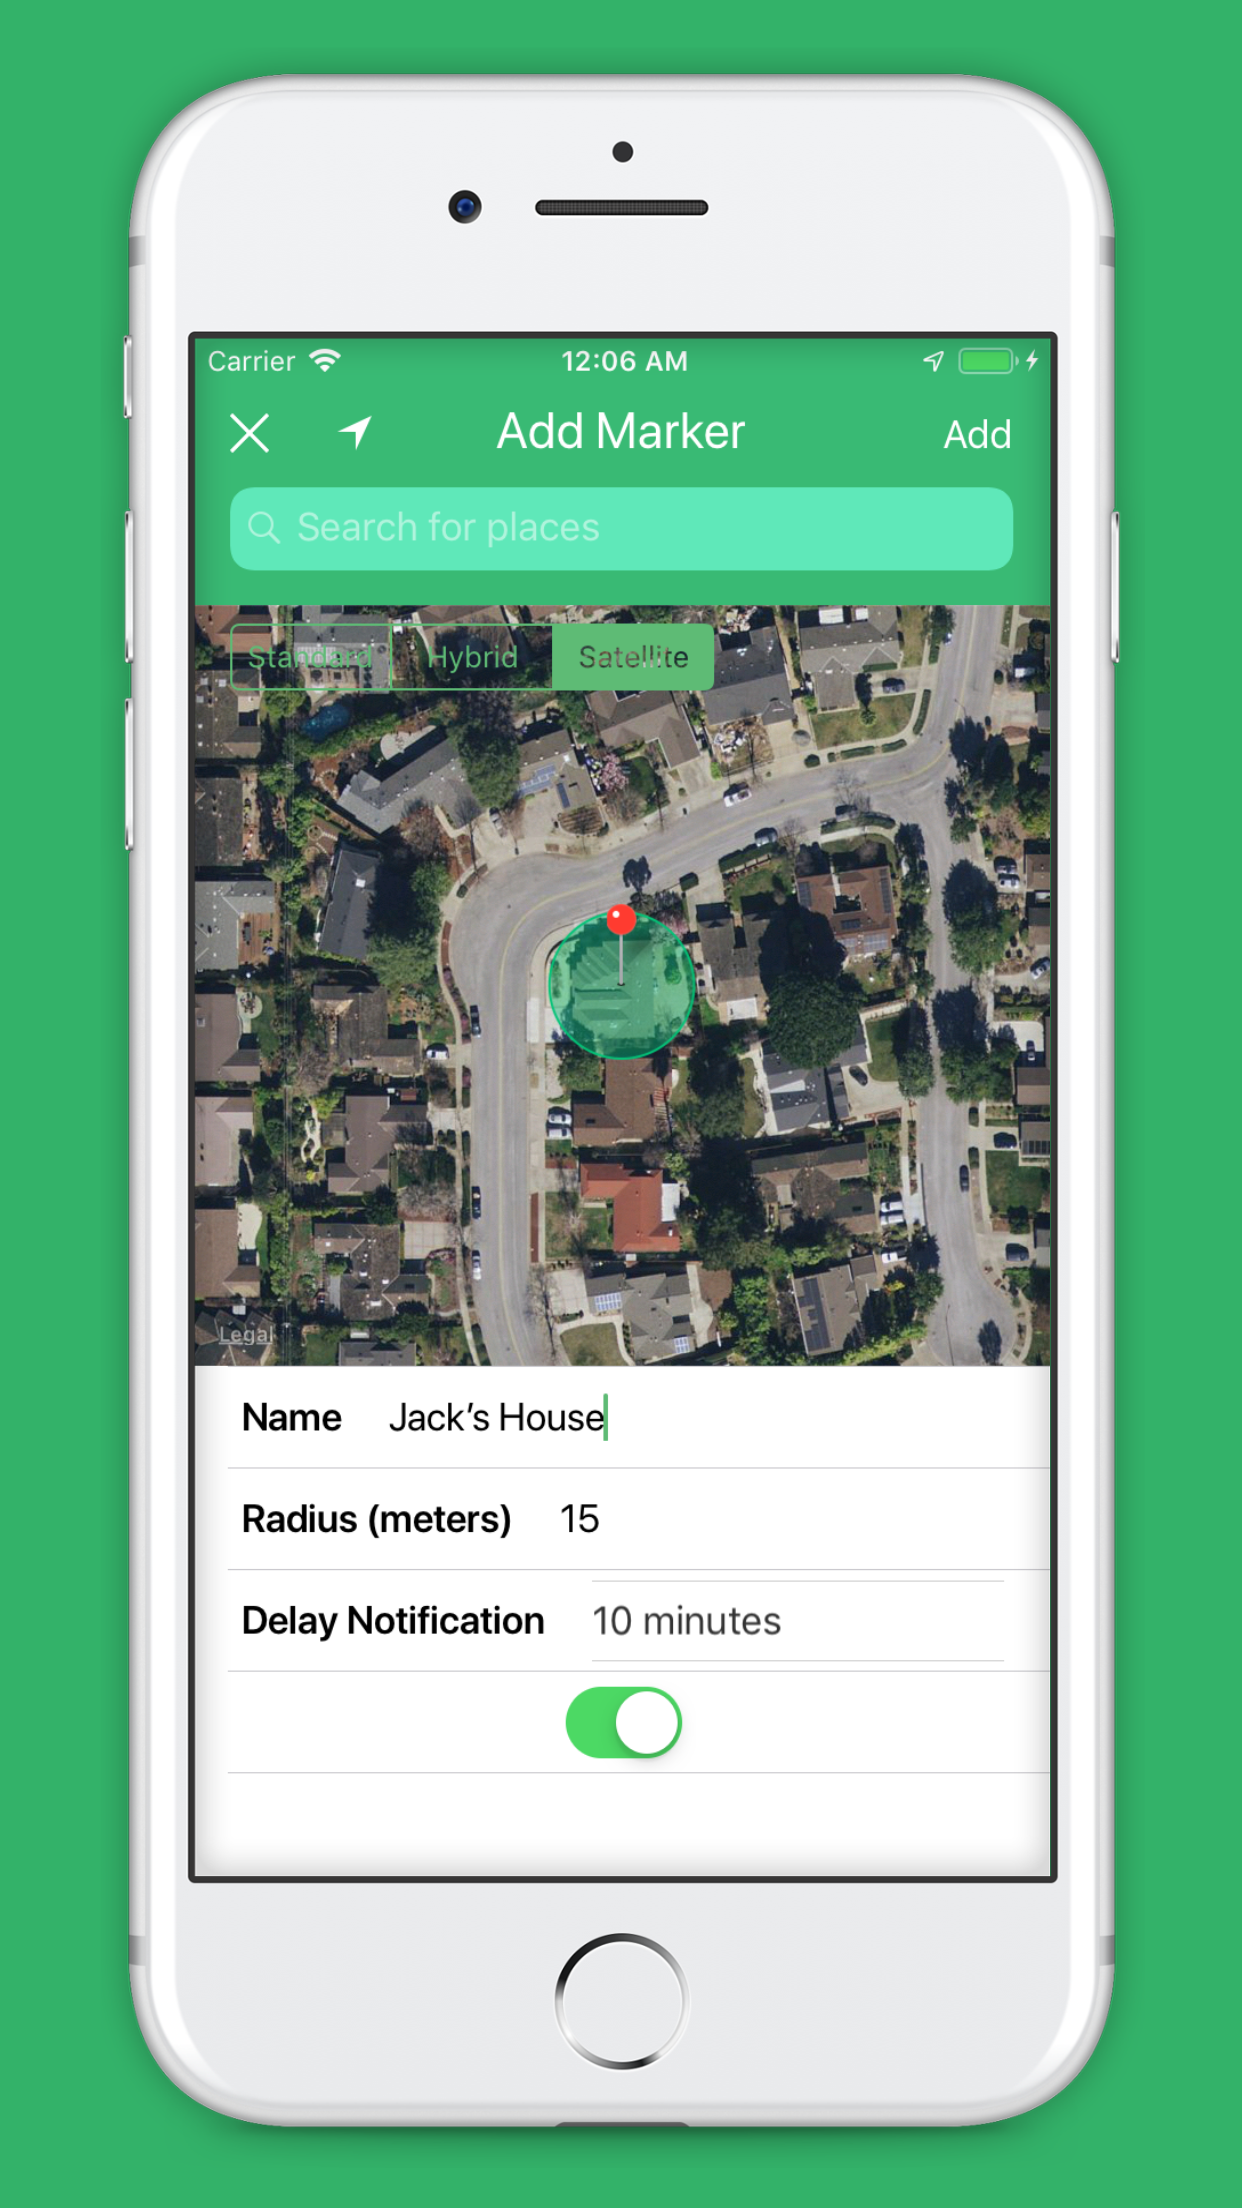 Carrier 12:06 AM
Add Marker Add
Search for places
Standard Hybrid Satellite
Legal
Name Jack’s House
Radius (meters) 15
Delay Notification 10 minutes